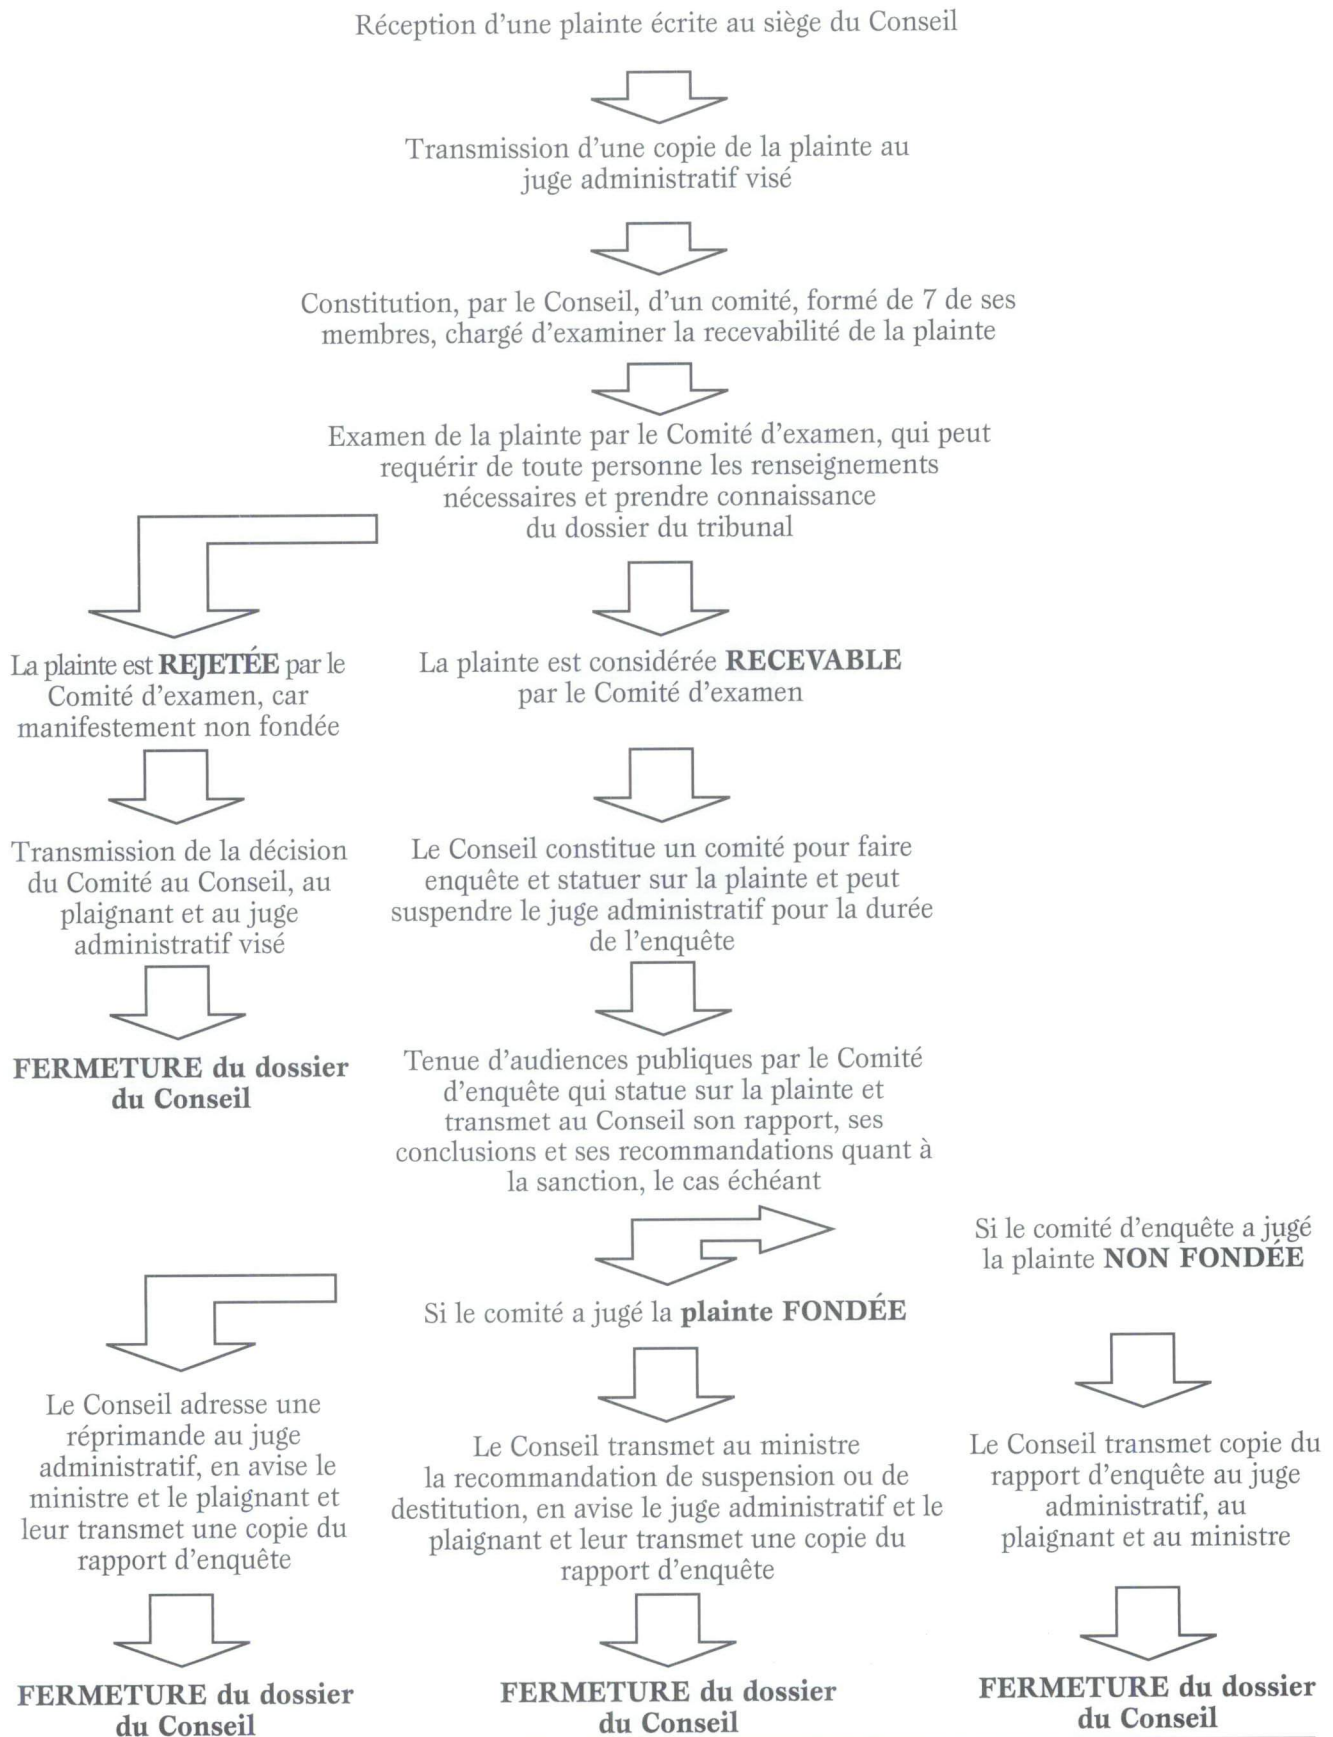 Réception d'une plainte écrite au siège du Conseil
Transmission d'une copie de la plainte au
juge administratif visé
Constitution, par le Conseil, d'un comité, formé de 7 de ses
membres, chargé d'examiner la recevabilité de la plainte
Examen de la plainte par le Comité d'examen, qui peut
requérir de toute personne les renseignements
nécessaires et prendre connaissance
du dossier du tribunal
La plainte est REJETÉE par le
Comité d'examen, car
manifestement non fondée
La plainte est considérée RECEVABLE
par le Comité d'examen
Transmission de la décision
du Comité au Conseil, au
plaignant et au juge
administratif visé
Le Conseil constitue un comité pour faire
enquête et statuer sur la plainte et peut
suspendre le juge administratif pour la durée
de l'enquête
FERMETURE du dossier
du Conseil
Tenue d'audiences publiques par le Comité
d'enquête qui statue sur la plainte et
transmet au Conseil son rapport, ses
conclusions et ses recommandations quant à
la sanction, le cas échéant
Si le comité d'enquête a jugé
la plainte NON FONDÉE
Si le comité a jugé la plainte FONDÉE
Le Conseil adresse une
réprimande au juge
administratif, en avise le
ministre et le plaignant et
leur transmet une copie du
rapport d'enquête
Le Conseil transmet au ministre
la recommandation de suspension ou de
destitution, en avise le juge administratif et le
plaignant et leur transmet une copie du
rapport d'enquête
Le Conseil transmet copie du
rapport d'enquête au juge
administratif, au
plaignant et au ministre
FERMETURE du dossier
du Conseil
FERMETURE du dossier
du Conseil
FERMETURE du dossier
du Conseil